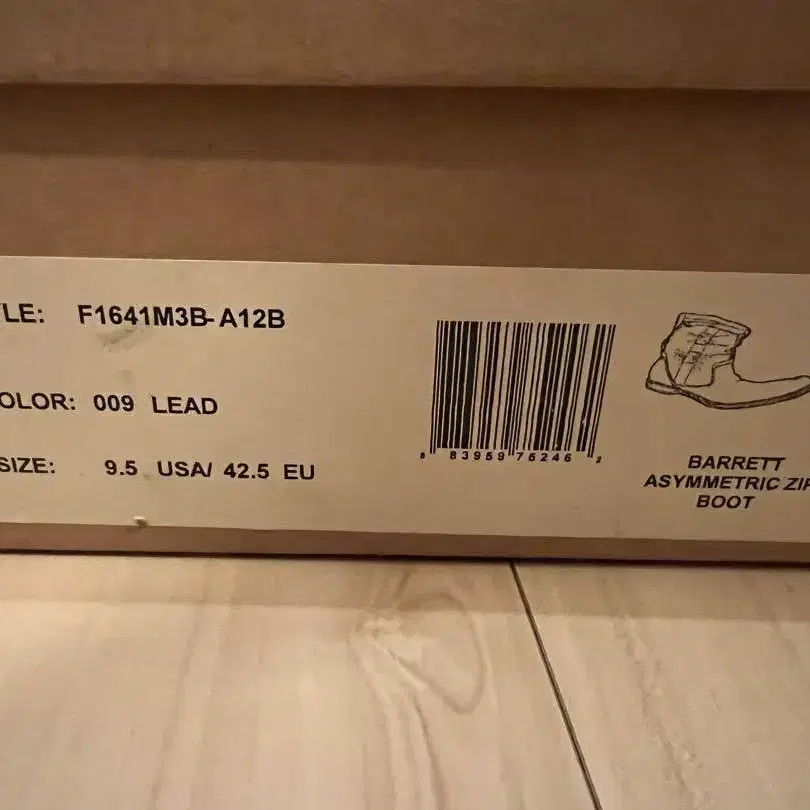 LE: F1641M3B-A12B
OLOR: 009 LEAD
SIZE: 9.5 USA/ 42.5 EU
8 83959 75246 2
BARRETT
ASYMMETRIC ZIP
BOOT